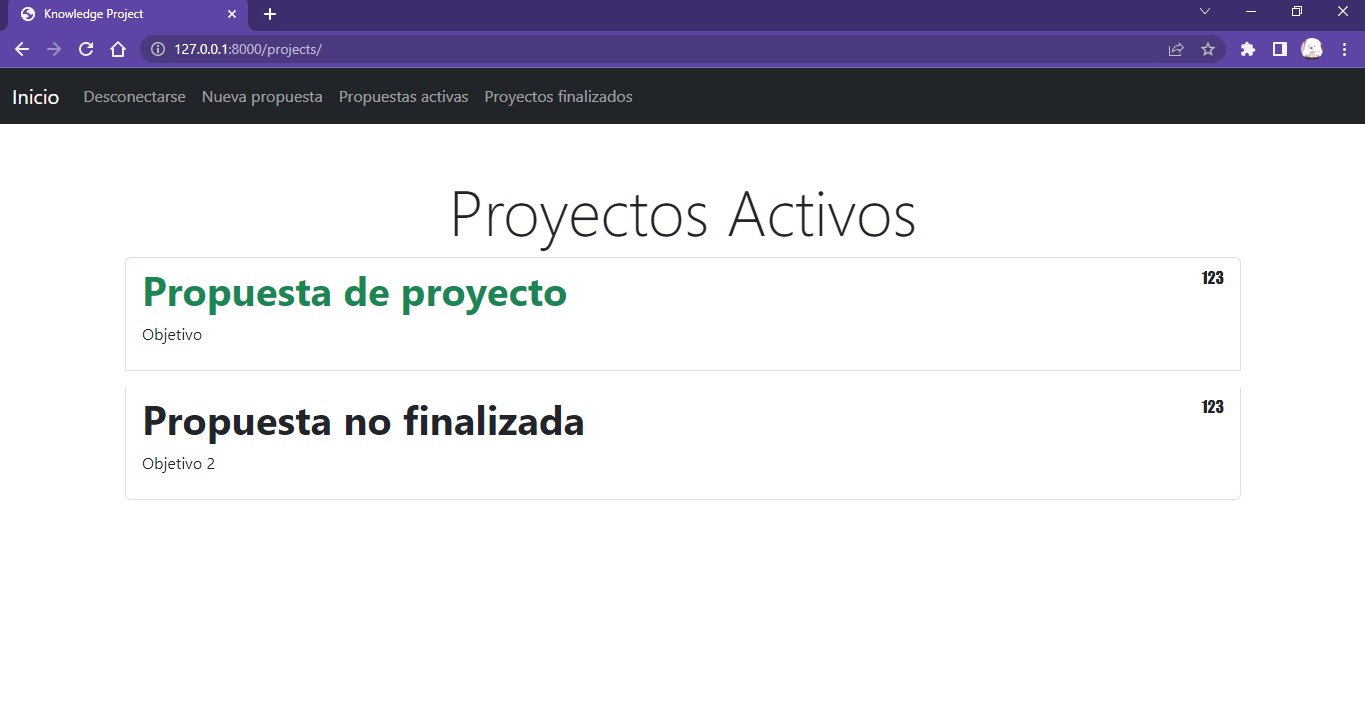 Knowledge Project
127.0.0.1:8000/projects/
Inicio Desconectarse Nueva propuesta Propuestas activas Proyectos finalizados
Proyectos Activos
Propuesta de proyecto 123
Objetivo
Propuesta no finalizada 123
Objetivo 2